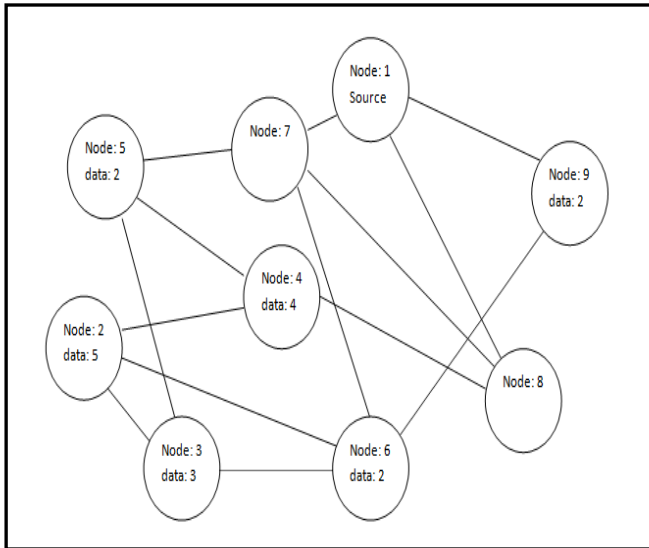 Node: 1
Source
Node: 7
Node: 5
data: 2
Node: 9
data: 2
Node: 4
data: 4
Node: 2
data: 5
Node: 8
Node: 3
data: 3
Node: 6
data: 2